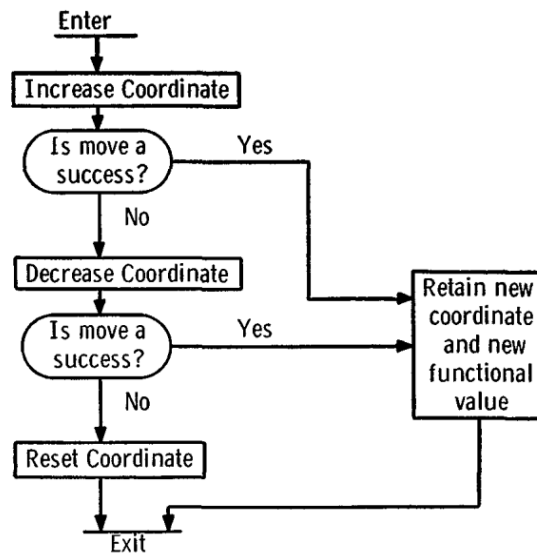 Enter
Increase Coordinate
Is move a
success?
Yes
No
Decrease Coordinate
Is move a
success?
Yes
No
Retain new
coordinate
and new
functional
value
Reset Coordinate
Exit